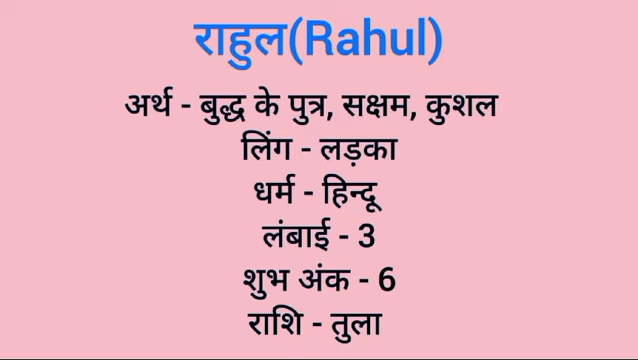 राहुल(Rahul)
अर्थ - बुद्ध के पुत्र, सक्षम, कुशल
लिंग - लड़का
धर्म - हिन्दू
लंबाई - 3
शुभ अंक - 6
राशि - तुला